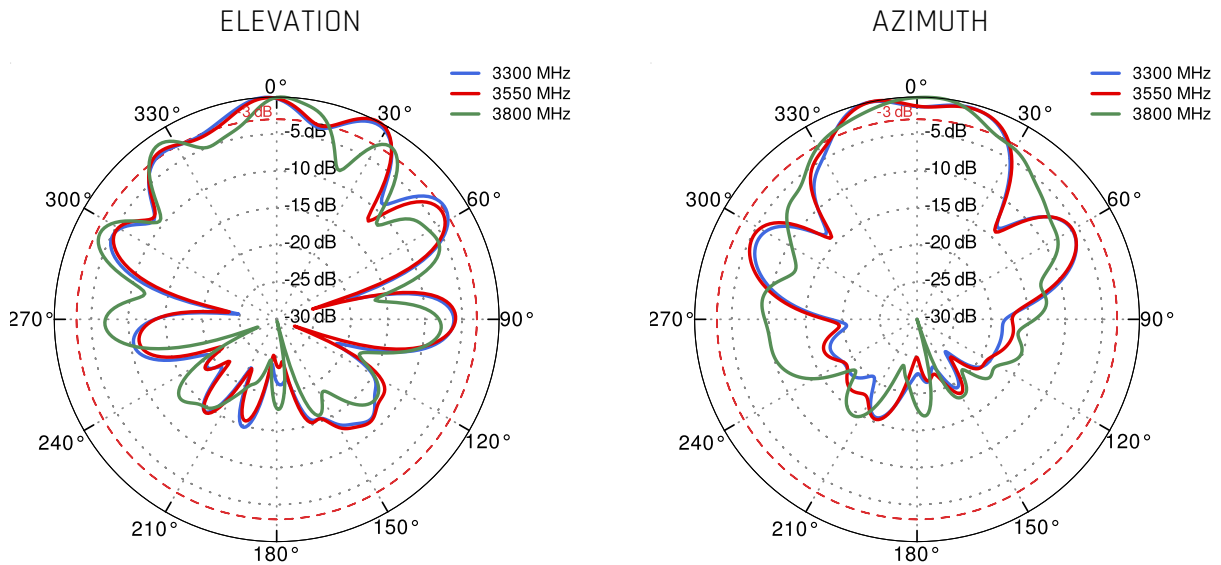 ELEVATION
3300 MHz
3550 MHz
3800 MHz
0°
30°
60°
90°
120°
150°
180°
210°
240°
270°
300°
330°
3 dB
-5 dB
-10 dB
-15 dB
-20 dB
-25 dB
-30 dB
AZIMUTH
3300 MHz
3550 MHz
3800 MHz
0°
30°
60°
90°
120°
150°
180°
210°
240°
270°
300°
330°
-3 dB
-5 dB
-10 dB
-15 dB
-20 dB
-25 dB
-30 dB